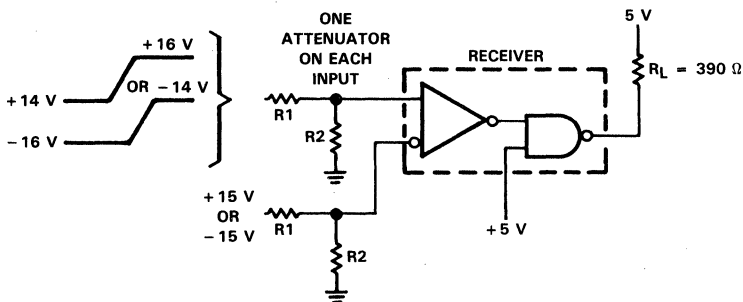 ONE
ATTENUATOR
ON EACH
INPUT
5 V
+16 V
RECEIVER
RL = 390 Ω
OR −14 V
+14 V
R1
−16 V
R2
+15 V
OR
−15 V
R1
+5 V
R2